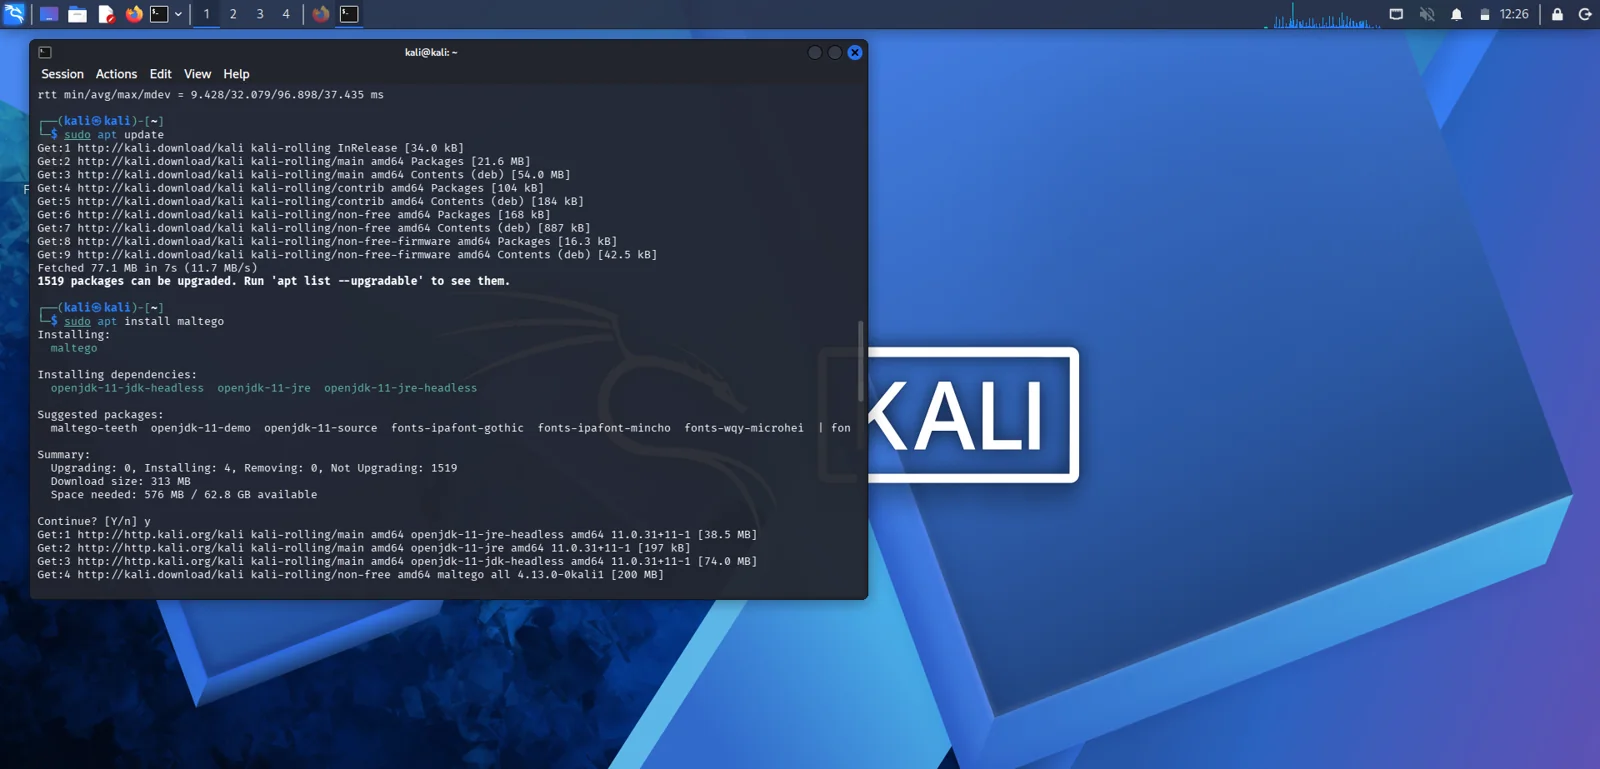 1 2 3 4
12:26
kali@kali: ~
Session Actions Edit View Help
rtt min/avg/max/mdev = 9.428/32.079/96.898/37.435 ms
┌──(kali㉿kali)-[~]
└─$ sudo apt update
Get:1 http://kali.download/kali kali-rolling InRelease [34.0 kB]
Get:2 http://kali.download/kali kali-rolling/main amd64 Packages [21.6 MB]
Get:3 http://kali.download/kali kali-rolling/main amd64 Contents (deb) [54.0 MB]
Get:4 http://kali.download/kali kali-rolling/contrib amd64 Packages [104 kB]
Get:5 http://kali.download/kali kali-rolling/contrib amd64 Contents (deb) [184 kB]
Get:6 http://kali.download/kali kali-rolling/non-free amd64 Packages [168 kB]
Get:7 http://kali.download/kali kali-rolling/non-free amd64 Contents (deb) [887 kB]
Get:8 http://kali.download/kali kali-rolling/non-free-firmware amd64 Packages [16.3 kB]
Get:9 http://kali.download/kali kali-rolling/non-free-firmware amd64 Contents (deb) [42.5 kB]
Fetched 77.1 MB in 7s (11.7 MB/s)
1519 packages can be upgraded. Run 'apt list --upgradable' to see them.
┌──(kali㉿kali)-[~]
└─$ sudo apt install maltego
Installing:
maltego
Installing dependencies:
openjdk-11-jdk-headless openjdk-11-jre openjdk-11-jre-headless
Suggested packages:
maltego-teeth openjdk-11-demo openjdk-11-source fonts-ipafont-gothic fonts-ipafont-mincho fonts-wqy-microhei | fon
Summary:
Upgrading: 0, Installing: 4, Removing: 0, Not Upgrading: 1519
Download size: 313 MB
Space needed: 576 MB / 62.8 GB available
Continue? [Y/n] y
Get:1 http://http.kali.org/kali kali-rolling/main amd64 openjdk-11-jre-headless amd64 11.0.31+11-1 [38.5 MB]
Get:2 http://http.kali.org/kali kali-rolling/main amd64 openjdk-11-jre amd64 11.0.31+11-1 [197 kB]
Get:3 http://http.kali.org/kali kali-rolling/main amd64 openjdk-11-jdk-headless amd64 11.0.31+11-1 [74.0 MB]
Get:4 http://kali.download/kali kali-rolling/non-free amd64 maltego all 4.13.0-0kali1 [200 MB]
KALI